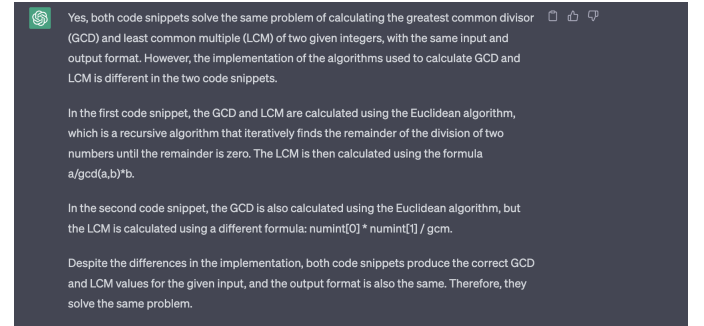 Yes, both code snippets solve the same problem of calculating the greatest common divisor
(GCD) and least common multiple (LCM) of two given integers, with the same input and
output format. However, the implementation of the algorithms used to calculate GCD and
LCM is different in the two code snippets.
In the first code snippet, the GCD and LCM are calculated using the Euclidean algorithm,
which is a recursive algorithm that iteratively finds the remainder of the division of two
numbers until the remainder is zero. The LCM is then calculated using the formula
a/gcd(a,b)*b.
In the second code snippet, the GCD is also calculated using the Euclidean algorithm, but
the LCM is calculated using a different formula: numint[0] * numint[1] / gcm.
Despite the differences in the implementation, both code snippets produce the correct GCD
and LCM values for the given input, and the output format is also the same. Therefore, they
solve the same problem.